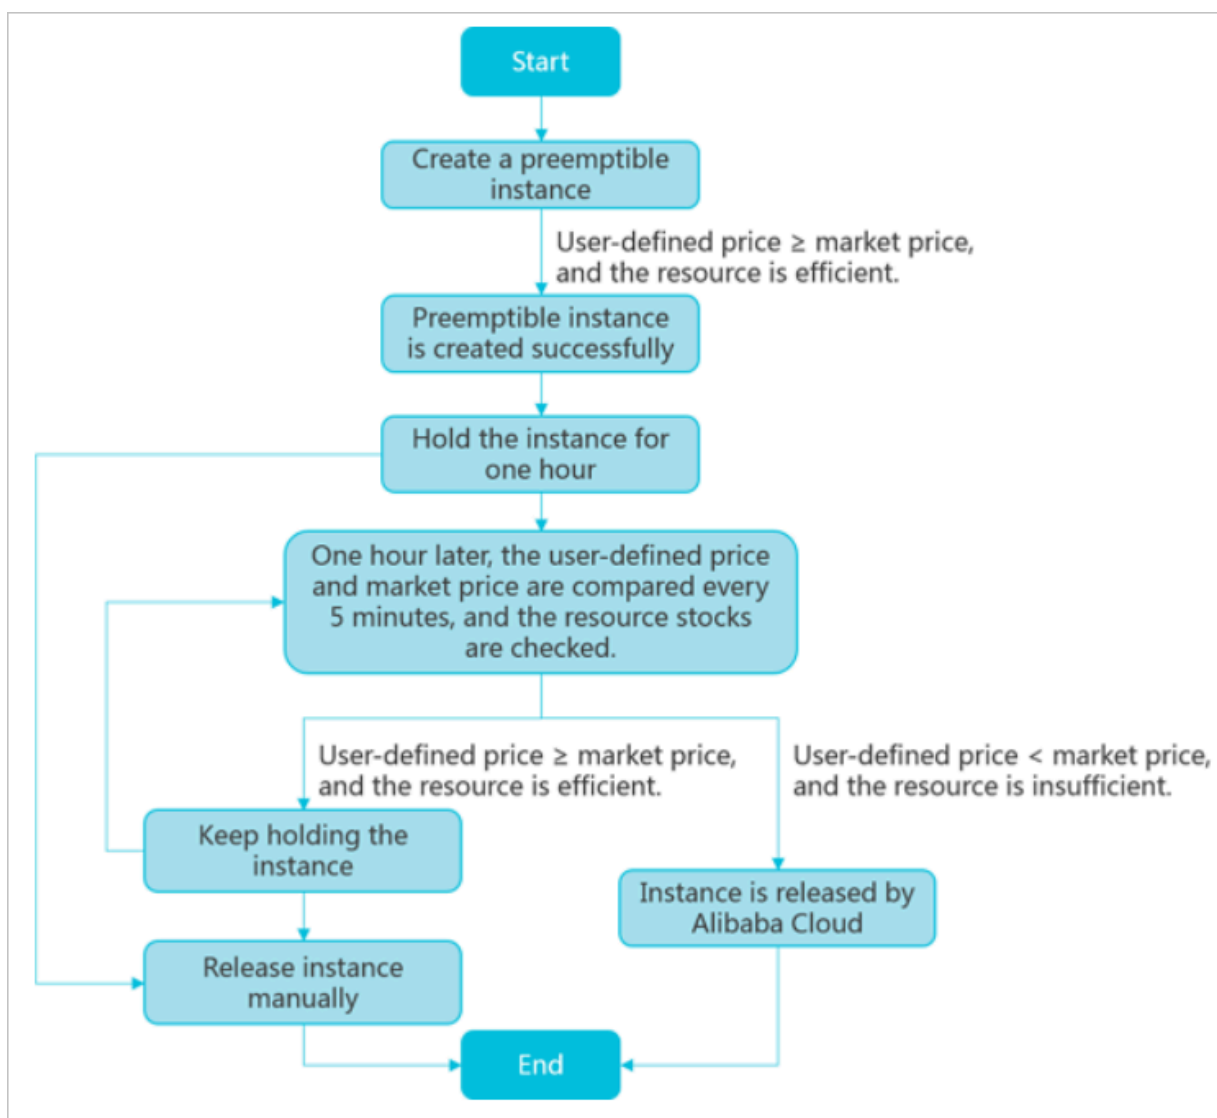 Start
Create a preemptible
instance
User-defined price ≥ market price,
and the resource is efficient.
Preemptible instance
is created successfully
Hold the instance for
one hour
One hour later, the user-defined price
and market price are compared every
5 minutes, and the resource stocks
are checked.
User-defined price ≥ market price,
and the resource is efficient.
User-defined price < market price,
and the resource is insufficient.
Keep holding the
instance
Instance is released by
Alibaba Cloud
Release instance
manually
End